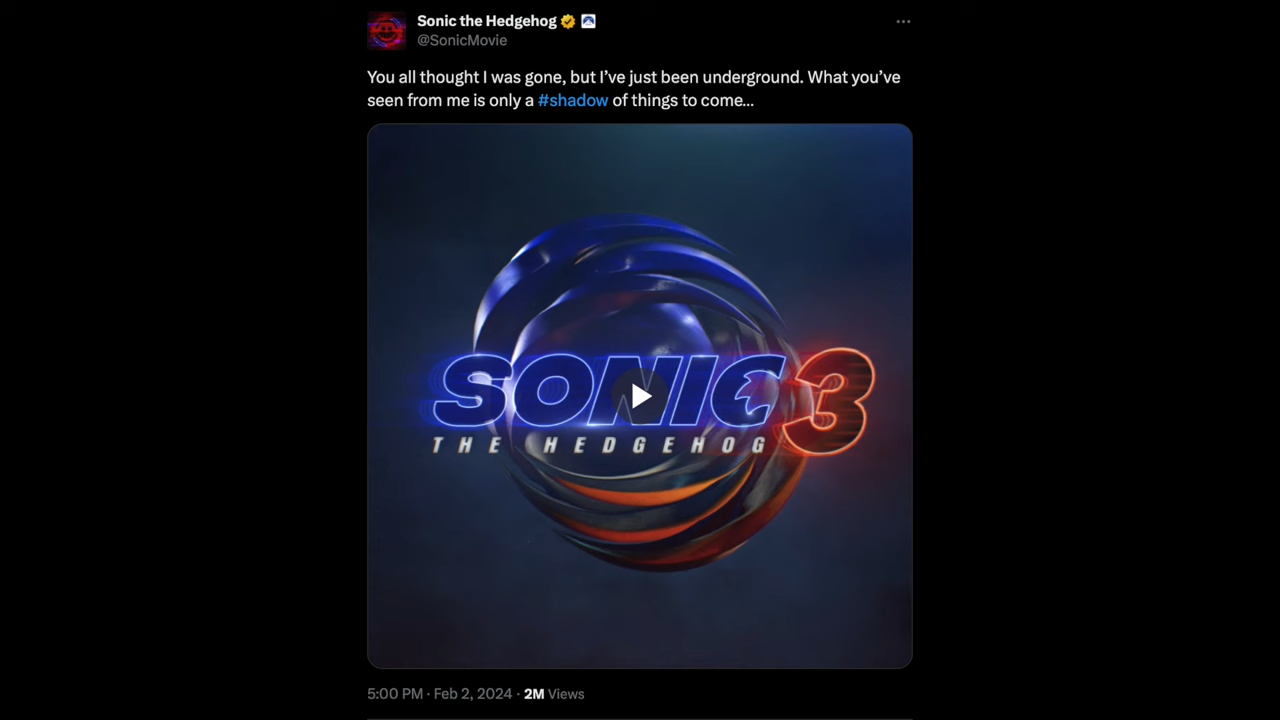 Sonic the Hedgehog
@SonicMovie
You all thought I was gone, but I’ve just been underground. What you’ve
seen from me is only a #shadow of things to come...
SONIC 3
THE HEDGEHOG
5:00 PM · Feb 2, 2024 · 2M Views